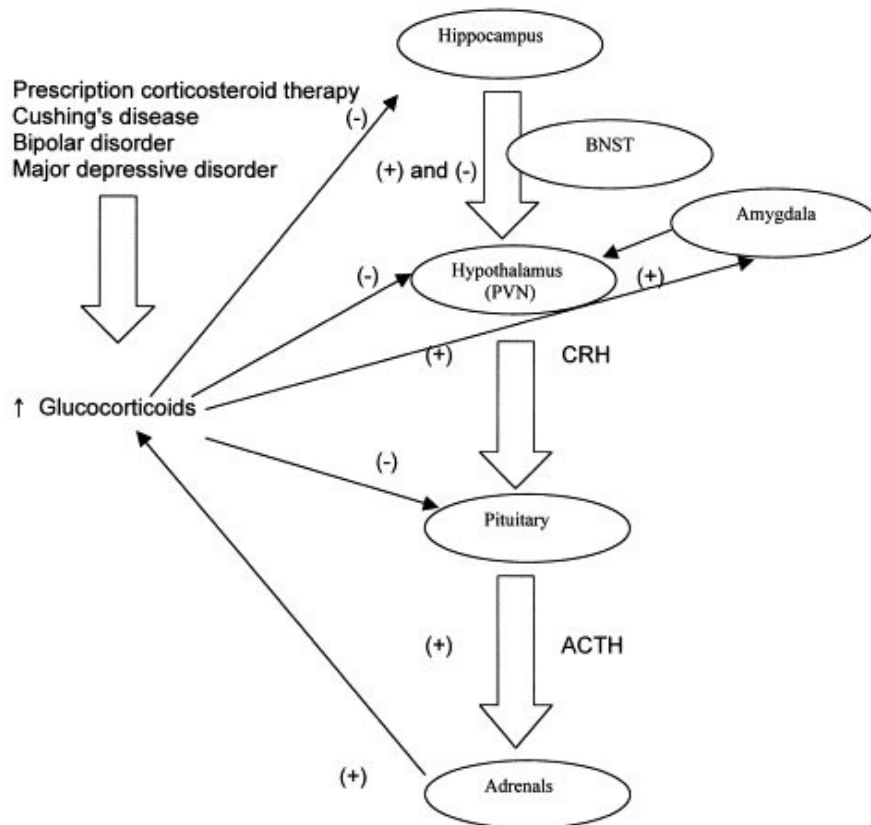 Hippocampus
Prescription corticosteroid therapy
Cushing's disease
Bipolar disorder
Major depressive disorder
(-)
(+) and (-)
BNST
Amygdala
Hypothalamus
(PVN)
(-)
(+)
(+)
CRH
↑ Glucocorticoids
(-)
Pituitary
(+)
ACTH
(+)
Adrenals